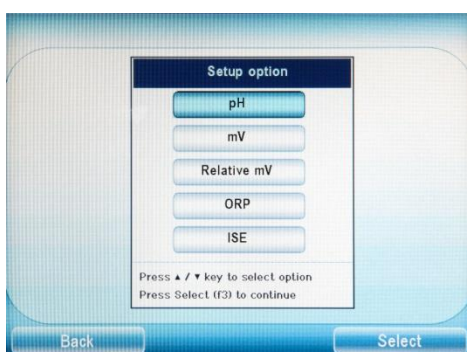 Setup option
pH
mV
Relative mV
ORP
ISE
Press ▲ / ▼ key to select option
Press Select (f3) to continue
Back
Select